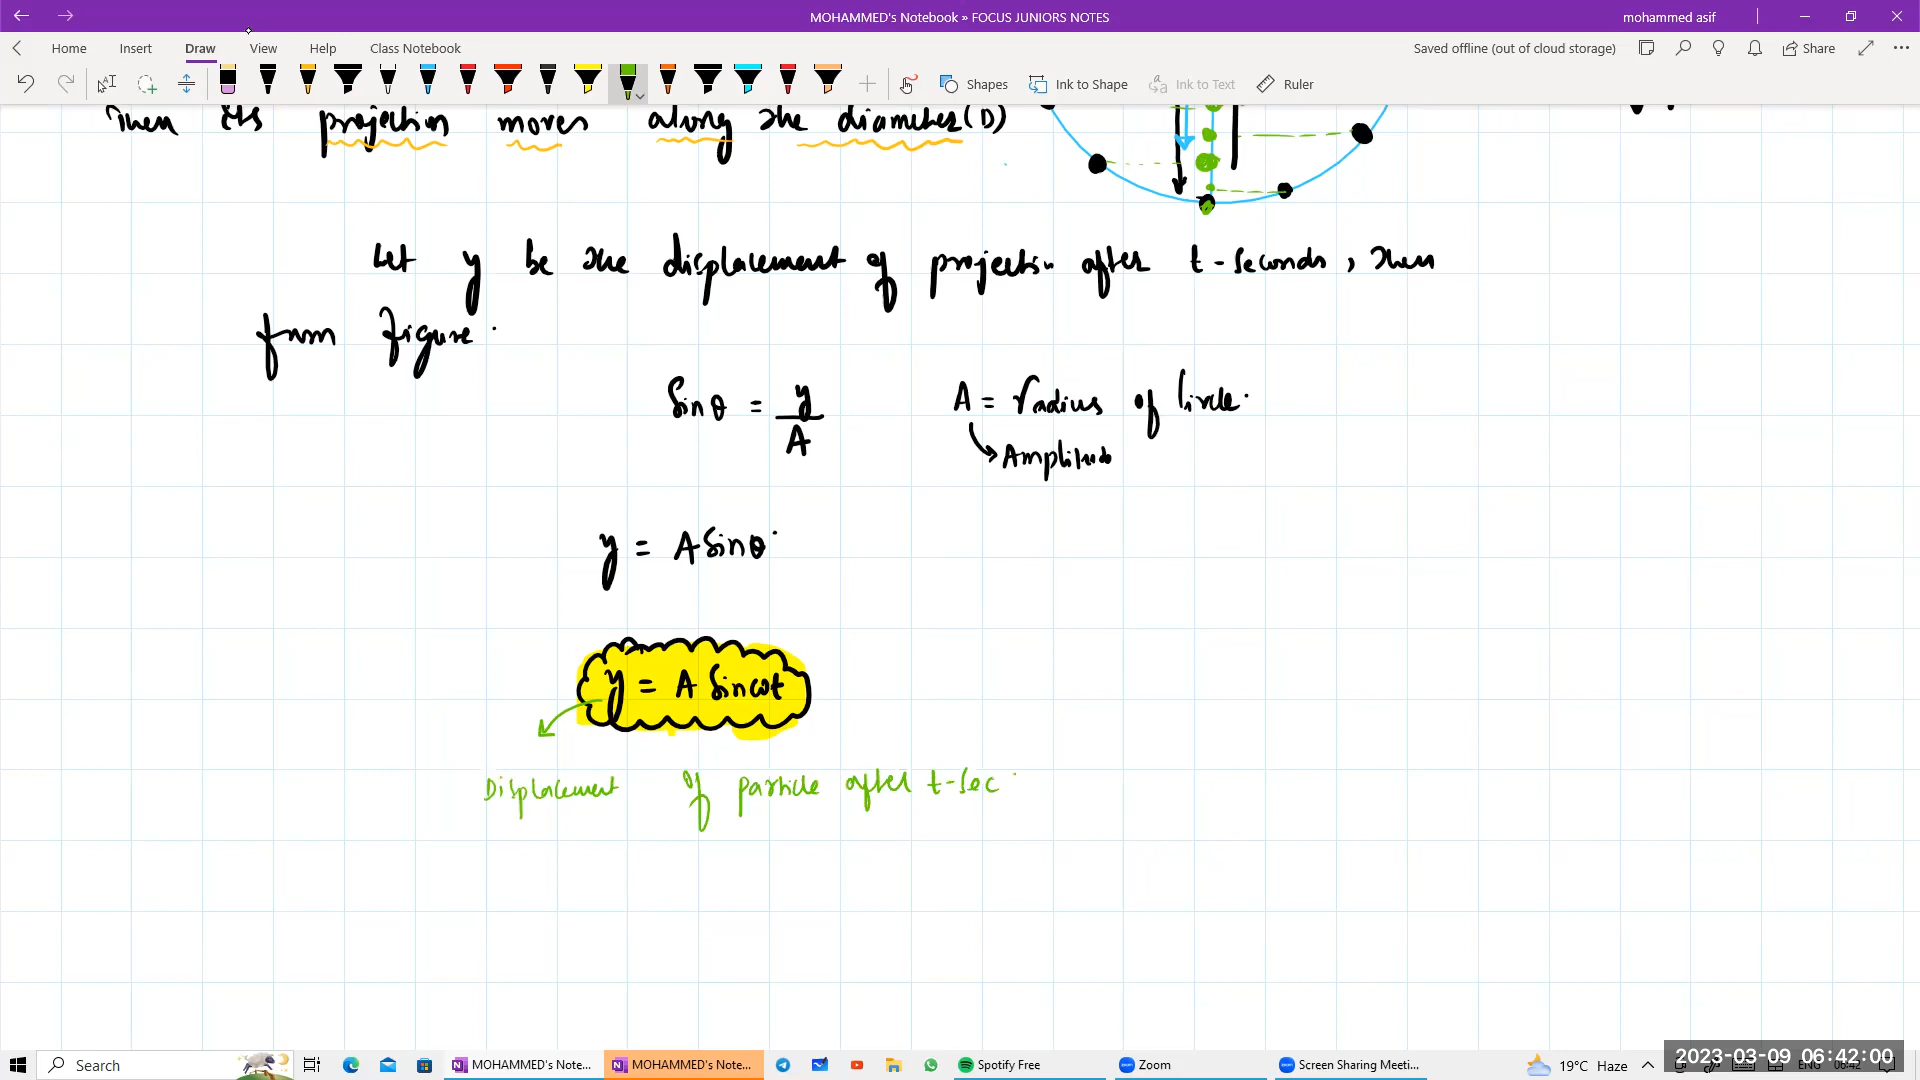 MOHAMMED's Notebook » FOCUS JUNIORS NOTES
mohammed asif
Home Insert Draw View Help Class Notebook
Saved offline (out of cloud storage)
Share
Shapes Ink to Shape Ink to Text Ruler
Then its projection moves along the diameter (D)
Let y be the displacement of projection after t-seconds, then
from figure.
Sinθ = y/A
A = radius of Circle.
Amplitude
y = A Sinθ
y = A Sinωt
Displacement of particle after t-sec.
Search
MOHAMMED's Note...
MOHAMMED's Note...
Spotify Free
Zoom
Screen Sharing Meeti...
19°C Haze
ENG
2023-03-09 06:42:00